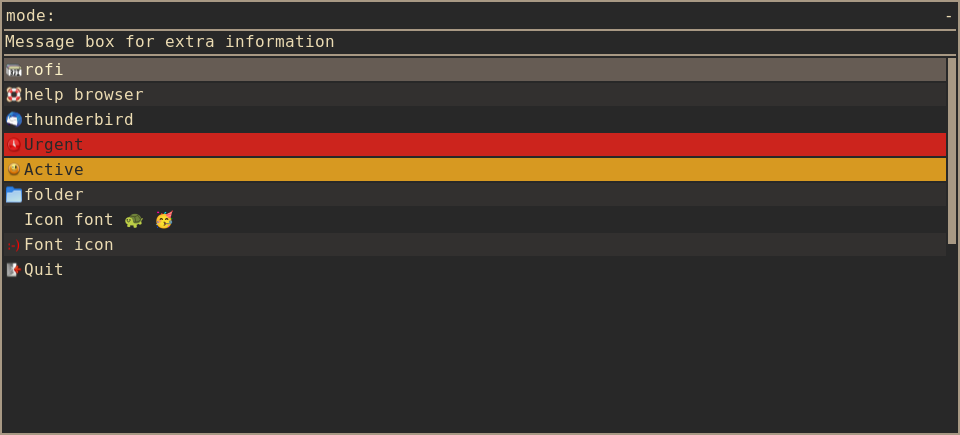 mode: -
Message box for extra information
rofi
help browser
thunderbird
Urgent
Active
folder
Icon font 🐢 🥳
:-) Font icon
Quit